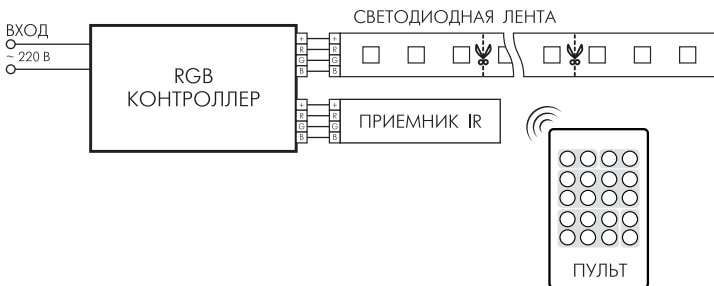 СВЕТОДИОДНАЯ ЛЕНТА
ВХОД
~ 220 В
RGB
КОНТРОЛЛЕР
+ +
R R
G G
B B
+ +
R R
G G
B B
ПРИЕМНИК IR
ПУЛЬТ